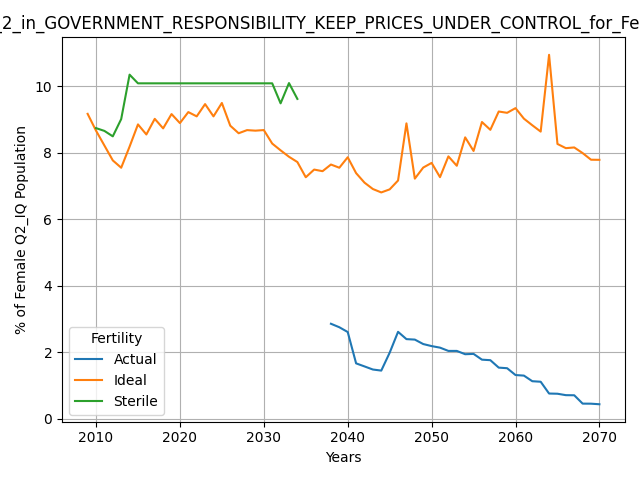 _2_in_GOVERNMENT_RESPONSIBILITY_KEEP_PRICES_UNDER_CONTROL_for_Fe
% of Female Q2_IQ Population
10
8
6
4
2
0
Fertility
Actual
Ideal
Sterile
2010 2020 2030 2040 2050 2060 2070
Years